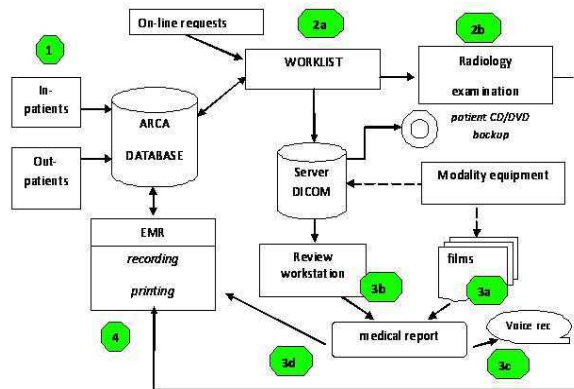 On-line requests
2a
2b
1
WORKLIST
Radiology
examination
In-
patients
ARCA
DATABASE
patient CD/DVD
backup
Out-
patients
Server
DICOM
Modality equipment
EMR
recording
printing
Review
workstation
films
3b
3a
4
medical report
Voice rec
3d
3c